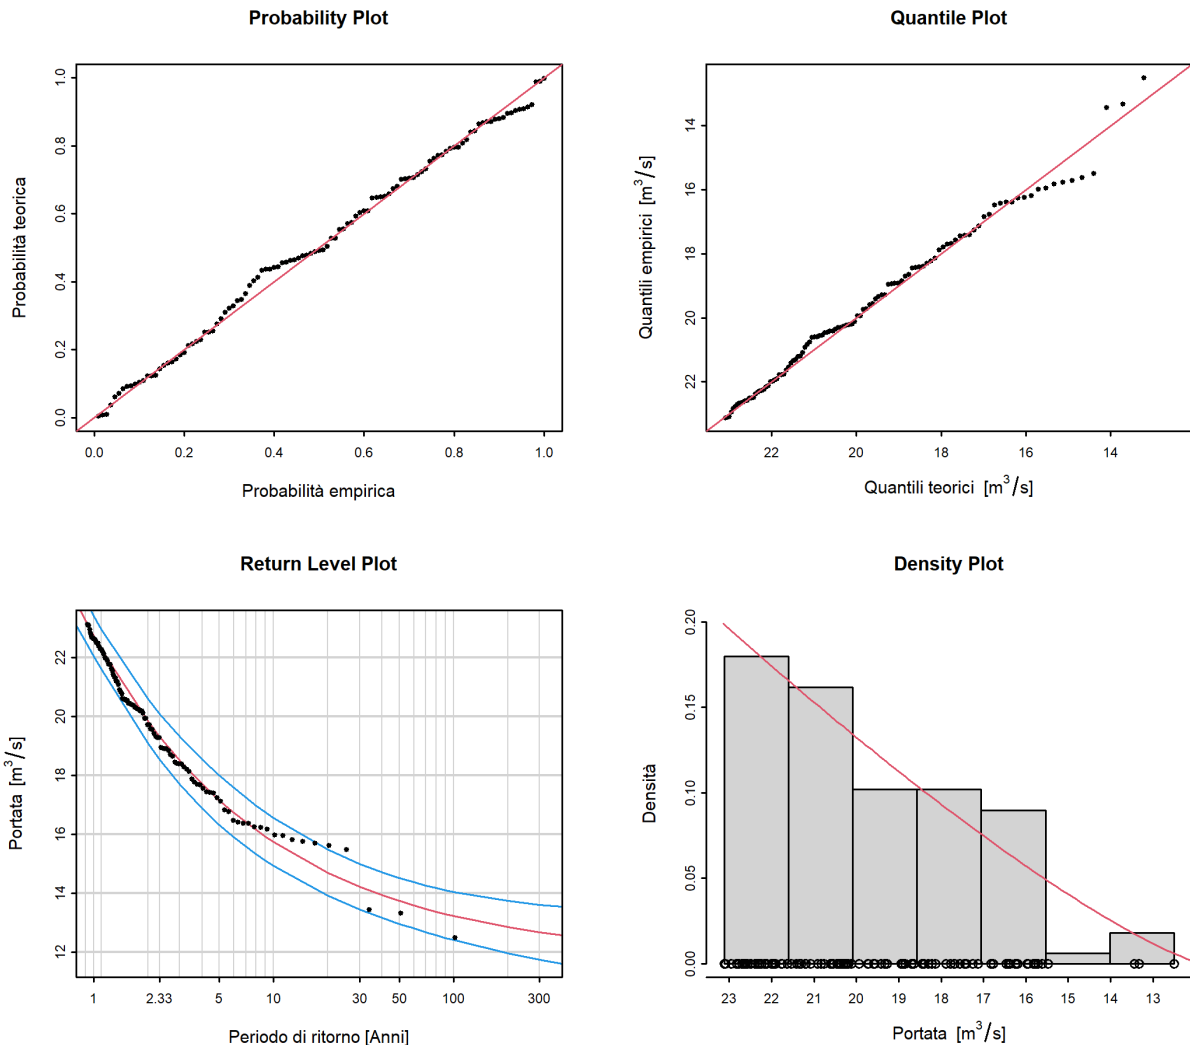 Probability Plot
Probabilità teorica
1.0
0.8
0.6
0.4
0.2
0.0
0.0 0.2 0.4 0.6 0.8 1.0
Probabilità empirica
Quantile Plot
Quantili empirici [m³/s]
14
16
18
20
22
22 20 18 16 14
Quantili teorici [m³/s]
Return Level Plot
Portata [m³/s]
22
20
18
16
14
12
1 2.33 5 10 30 50 100 300
Periodo di ritorno [Anni]
Density Plot
Densità
0.20
0.15
0.10
0.05
0.00
23 22 21 20 19 18 17 16 15 14 13
Portata [m³/s]